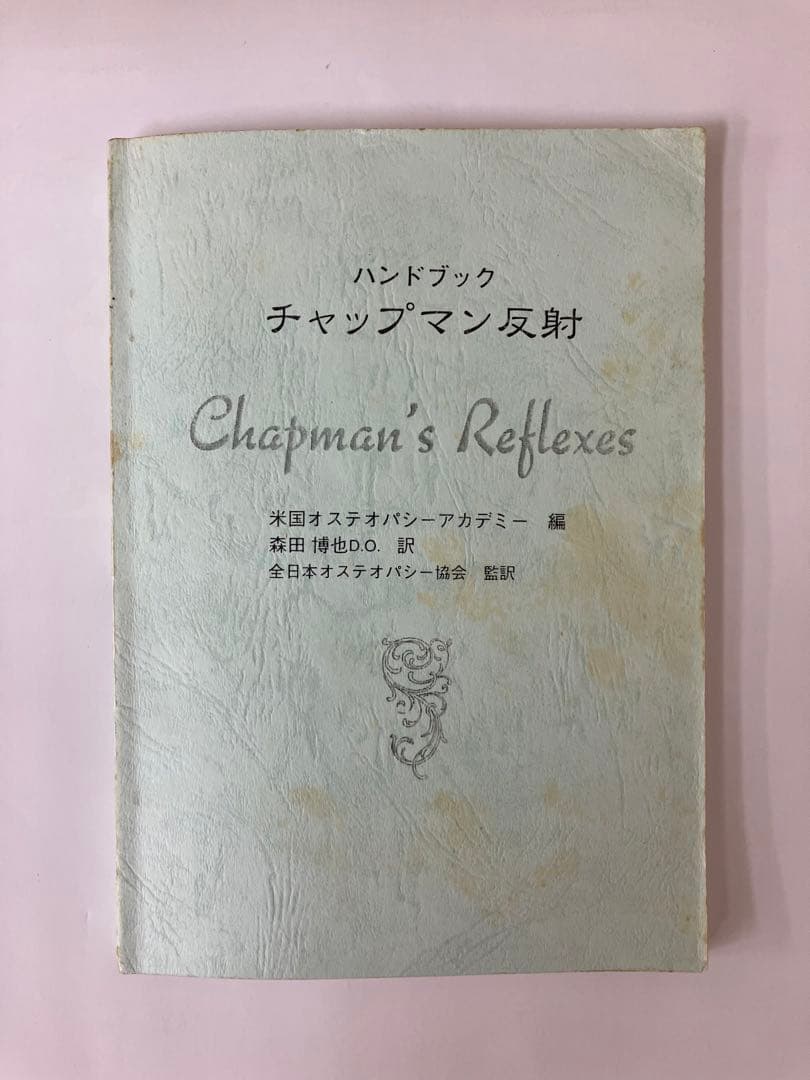 ハンドブック
チャップマン反射
Chapman's Reflexes
米国オステオパシーアカデミー　編
森田 博也D.O.　訳
全日本オステオパシー協会　監訳